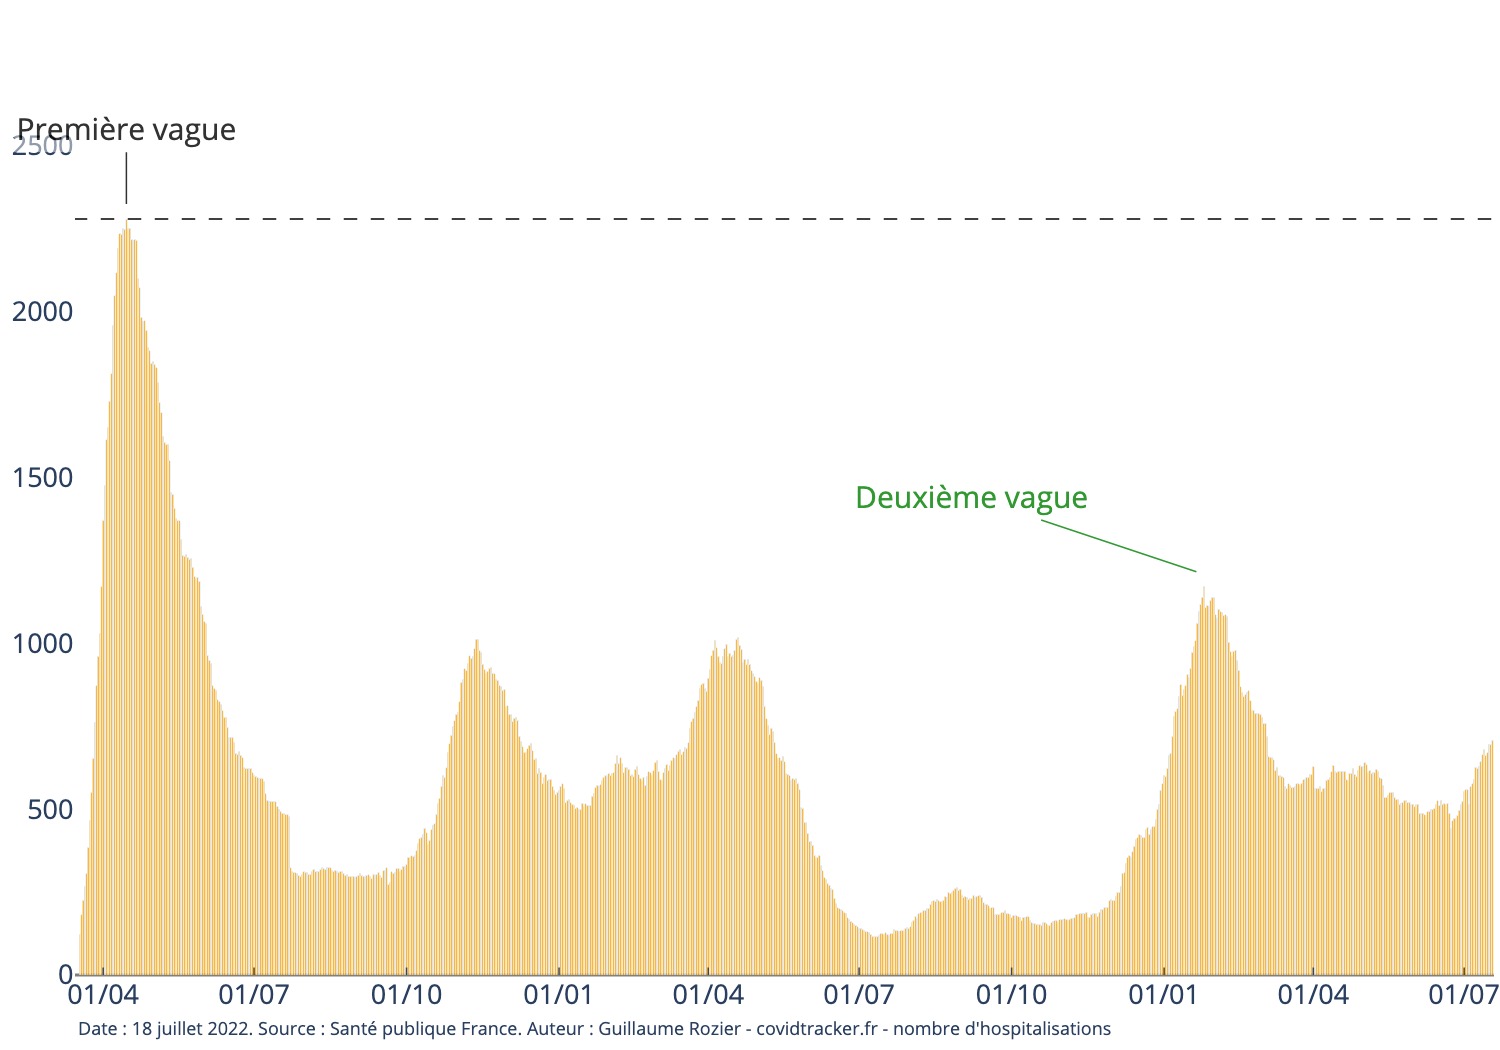 Première vague
2500
2000
1500
Deuxième vague
1000
500
0
01/04 01/07 01/10 01/01 01/04 01/07 01/10 01/01 01/04 01/07
Date : 18 juillet 2022. Source : Santé publique France. Auteur : Guillaume Rozier - covidtracker.fr - nombre d'hospitalisations